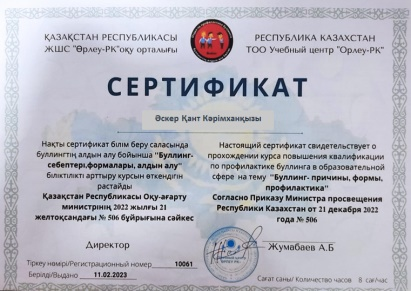 ҚАЗАҚСТАН РЕСПУБЛИКАСЫ
ЖШС "Өрлеу-РК"оқу орталығы
РЕСПУБЛИКА КАЗАХСТАН
ТОО Учебный центр "Орлеу-РК"
СЕРТИФИКАТ
Әскер Қант Кәрімханқызы
Нақты сертификат білім беру саласында
буллингтің алдын алу бойынша "Буллинг-
себептері,формалары, алдын алу"
біліктілікті арттыру курсын өткендігін
растайды
Қазақстан Республикасы Оқу-ағарту
министрінің 2022 жылғы 21
желтоқсандағы № 506 бұйрығына сәйкес
Настоящий сертификат свидетельствует о
прохождении курса повышения квалификации
по профилактике буллинга в образовательной
сфере на тему "Буллинг- причины, формы,
профилактика"
Согласно Приказу Министра просвещения
Республики Казахстан от 21 декабря 2022
года № 506
Директор
Жумабаев А.Б
Тіркеу нөмірі/Регистрационный номер 10061
Берілді/Выдано 11.02.2023
Сағат саны/ Количество часов 8 сағ/час